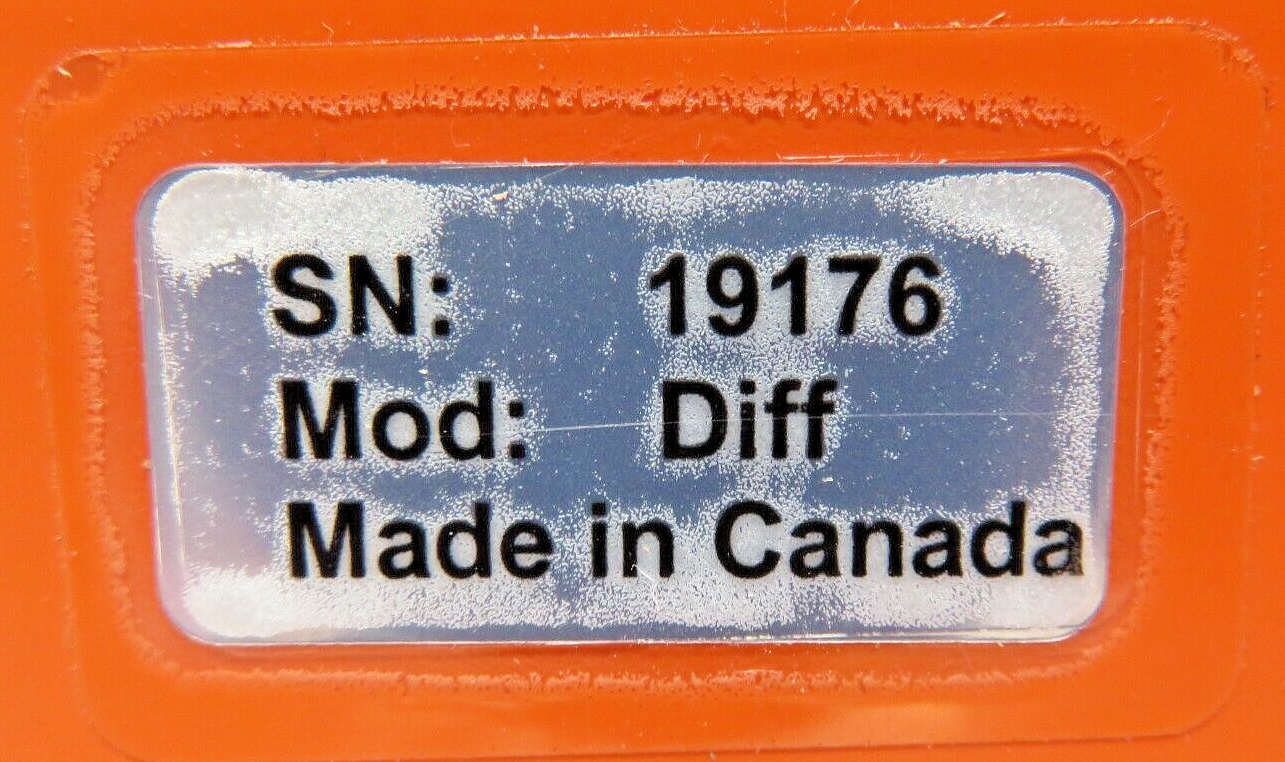 SN: 19176
Mod: Diff
Made in Canada